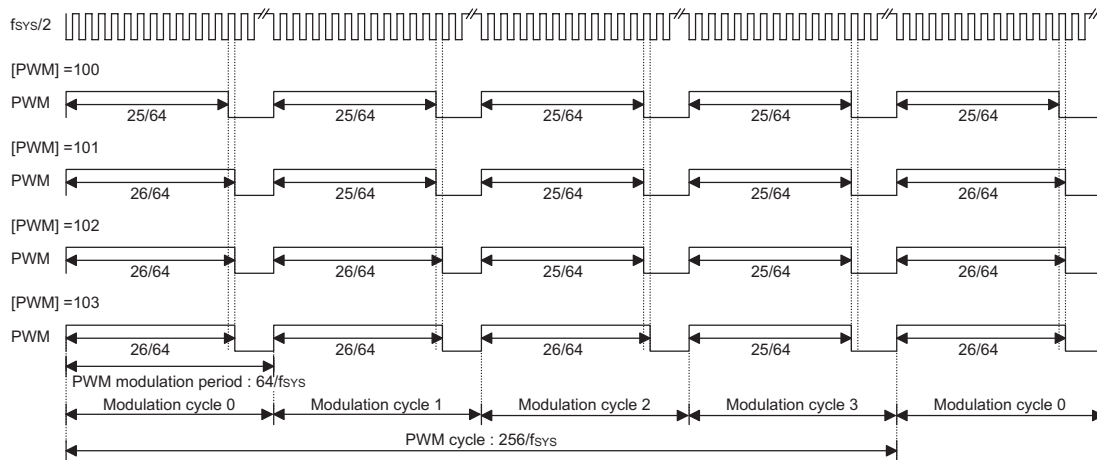 fSYS/2
[PWM] =100
PWM
25/64 25/64 25/64 25/64 25/64
[PWM] =101
PWM
26/64 25/64 25/64 25/64 26/64
[PWM] =102
PWM
26/64 26/64 25/64 25/64 26/64
[PWM] =103
PWM
26/64 26/64 26/64 25/64 26/64
PWM modulation period : 64/fSYS
Modulation cycle 0 Modulation cycle 1 Modulation cycle 2 Modulation cycle 3 Modulation cycle 0
PWM cycle : 256/fSYS